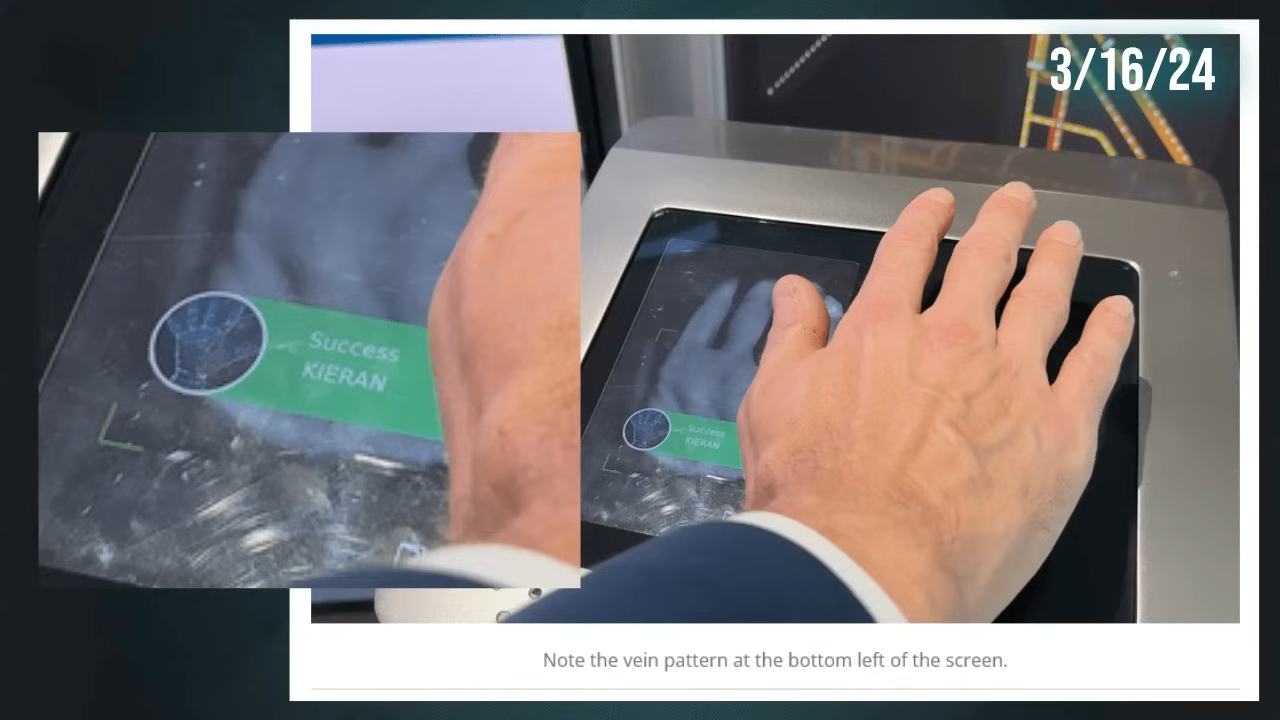 3/16/24
Success
KIERAN
Success
KIERAN
Note the vein pattern at the bottom left of the screen.